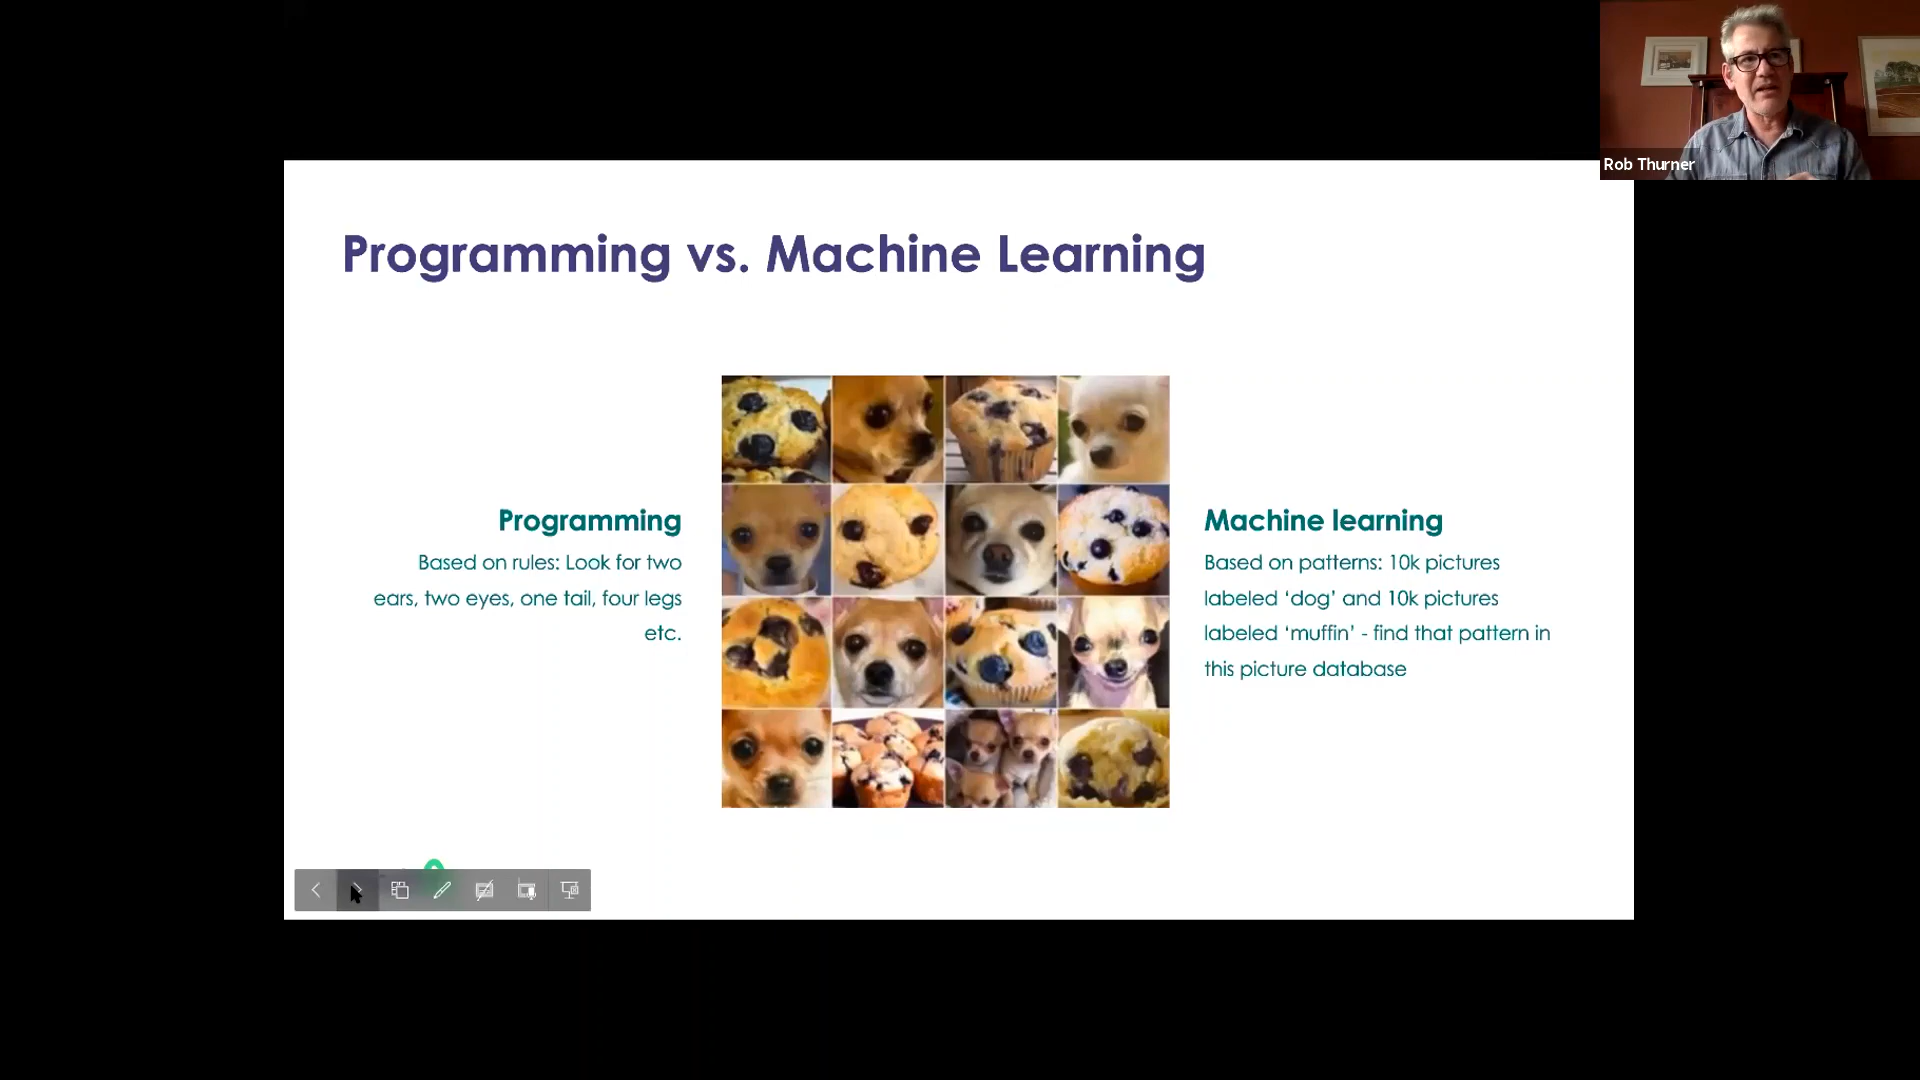 Rob Thurner
Programming vs. Machine Learning
Programming
Based on rules: Look for two
ears, two eyes, one tail, four legs
etc.
Machine learning
Based on patterns: 10k pictures
labeled ‘dog’ and 10k pictures
labeled ‘muffin’ - find that pattern in
this picture database